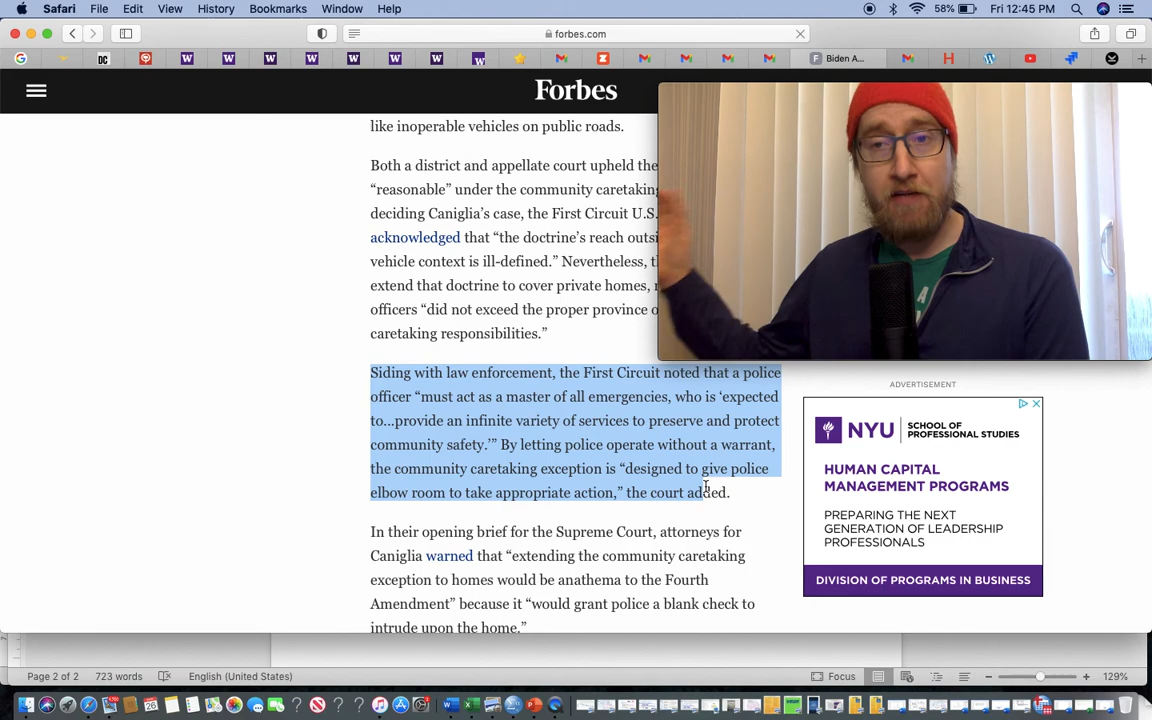 Safari File Edit View History Bookmarks Window Help 58% Fri 12:45 PM
forbes.com
Biden A...
Forbes
like inoperable vehicles on public roads.
Both a district and appellate court upheld the
“reasonable” under the community caretaking
deciding Caniglia’s case, the First Circuit U.S.
acknowledged that “the doctrine’s reach outsi
vehicle context is ill-defined.” Nevertheless, th
extend that doctrine to cover private homes,
officers “did not exceed the proper province o
caretaking responsibilities.”
Siding with law enforcement, the First Circuit noted that a police
officer “must act as a master of all emergencies, who is ‘expected
to...provide an infinite variety of services to preserve and protect
community safety.’” By letting police operate without a warrant,
the community caretaking exception is “designed to give police
elbow room to take appropriate action,” the court added.
In their opening brief for the Supreme Court, attorneys for
Caniglia warned that “extending the community caretaking
exception to homes would be anathema to the Fourth
Amendment” because it “would grant police a blank check to
intrude upon the home.”
ADVERTISEMENT
NYU SCHOOL OF
PROFESSIONAL STUDIES
HUMAN CAPITAL
MANAGEMENT PROGRAMS
PREPARING THE NEXT
GENERATION OF LEADERSHIP
PROFESSIONALS
DIVISION OF PROGRAMS IN BUSINESS
Page 2 of 2 723 words English (United States) Focus 129%